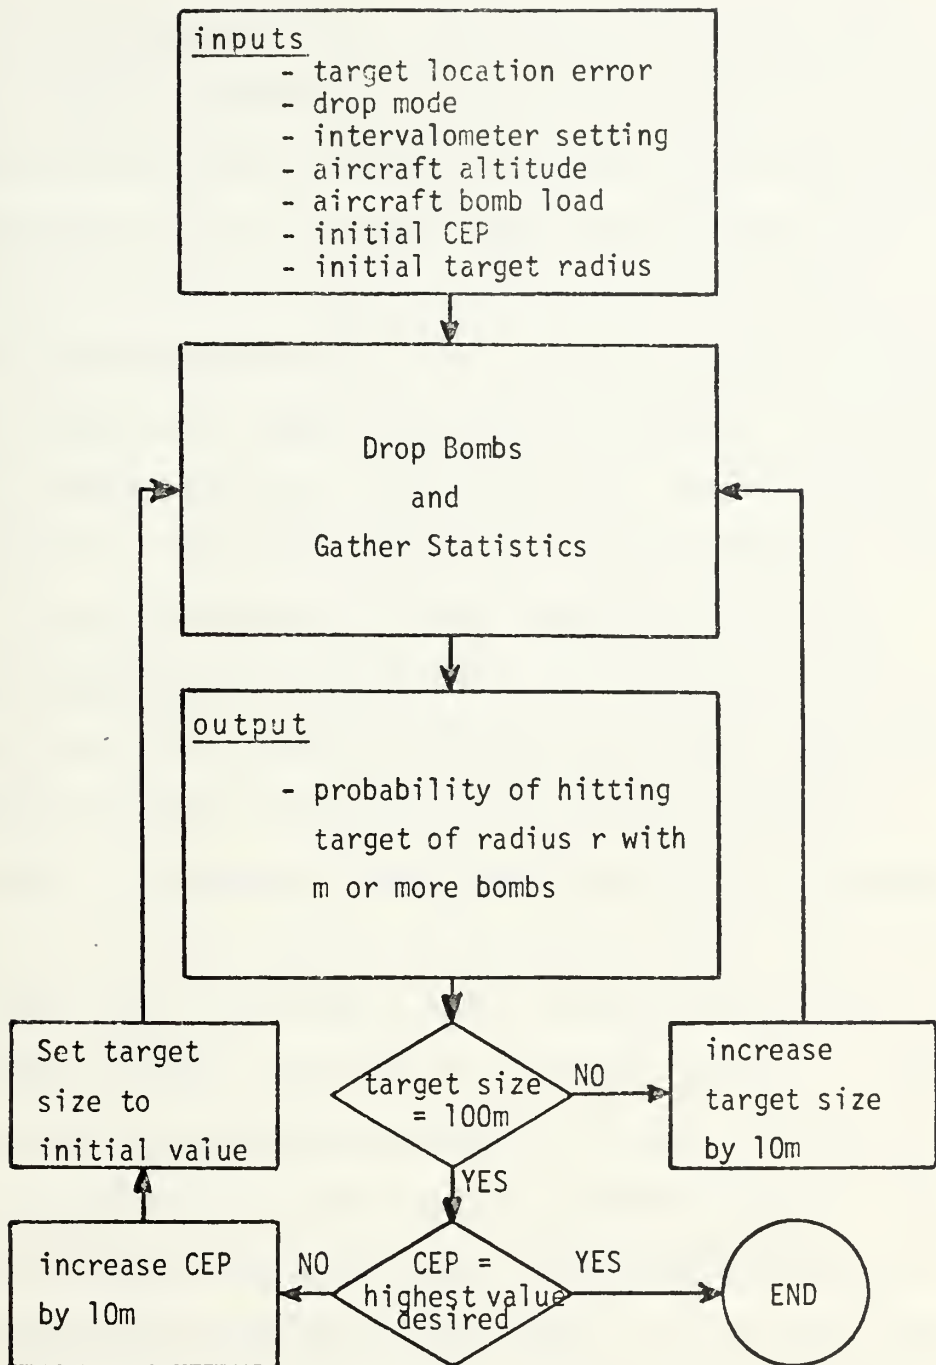 inputs
- target location error
- drop mode
- intervalometer setting
- aircraft altitude
- aircraft bomb load
- initial CEP
- initial target radius
Drop Bombs
and
Gather Statistics
output
- probability of hitting
target of radius r with
m or more bombs
target size
= 100m
NO
increase
target size
by 10m
YES
CEP =
highest value
desired
YES
END
NO
increase CEP
by 10m
Set target
size to
initial value